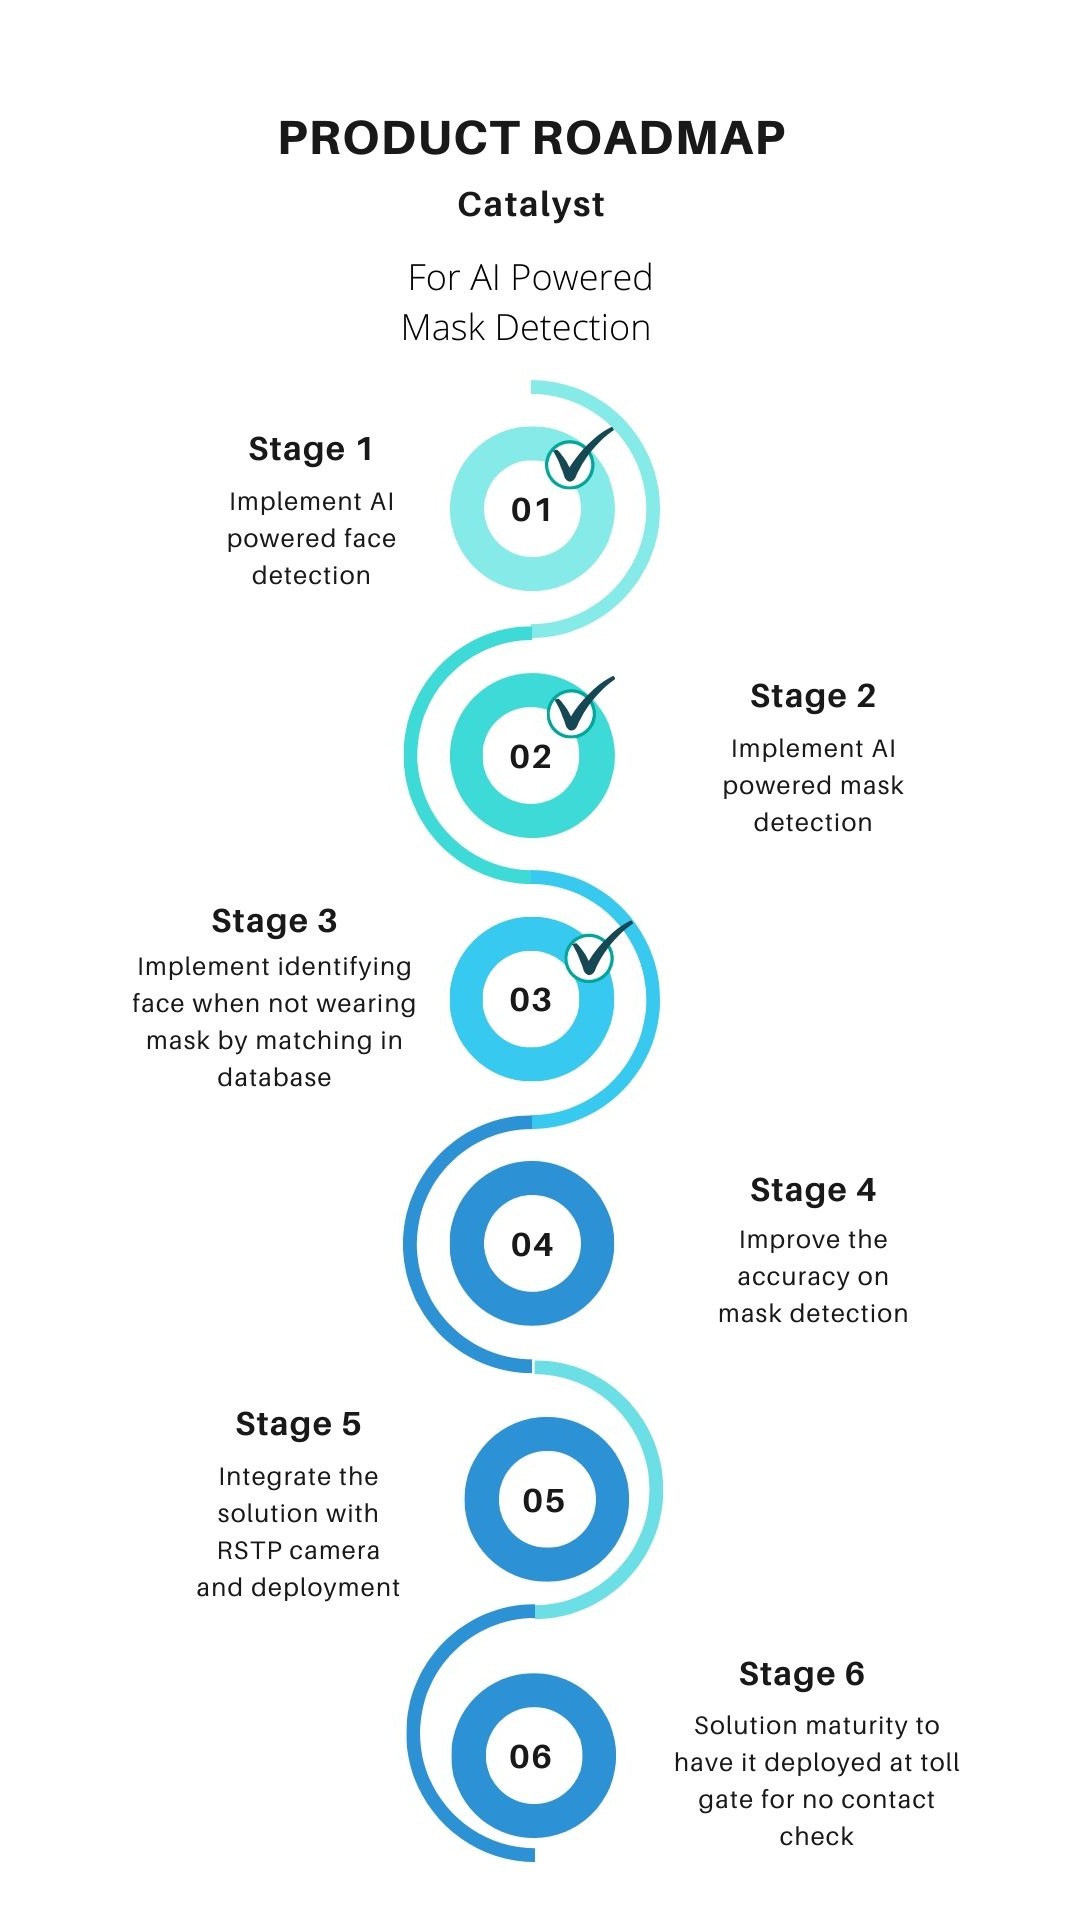 PRODUCT ROADMAP
Catalyst
For AI Powered
Mask Detection
Stage 1
Implement AI
powered face
detection
01
02
Stage 2
Implement AI
powered mask
detection
Stage 3
Implement identifying
face when not wearing
mask by matching in
database
03
04
Stage 4
Improve the
accuracy on
mask detection
Stage 5
Integrate the
solution with
RSTP camera
and deployment
05
06
Stage 6
Solution maturity to
have it deployed at toll
gate for no contact
check